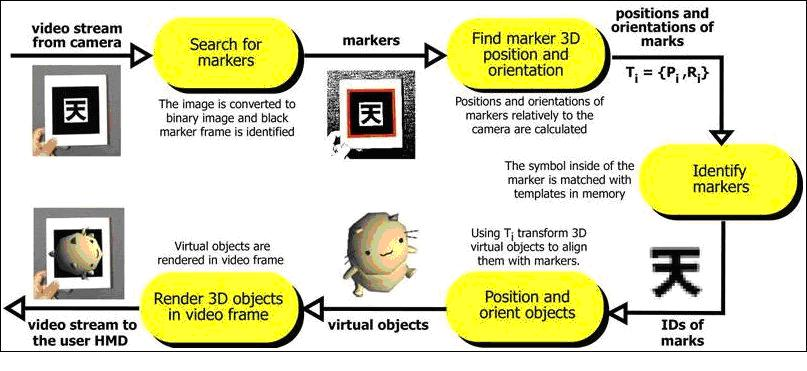 video stream
from camera
天
Search for
markers
The image is converted to
binary image and black
marker frame is identified
markers
天
Find marker 3D
position and
orientation
Positions and orientations of
markers relatively to the
camera are calculated
positions and
orientations of
marks
Ti = {Pi ,Ri}
Identify
markers
The symbol inside of the
marker is matched with
templates in memory
天
IDs of
marks
Position and
orient objects
Using Ti transform 3D
virtual objects to align
them with markers.
virtual objects
Render 3D objects
in video frame
Virtual objects are
rendered in video frame
video stream to
the user HMD